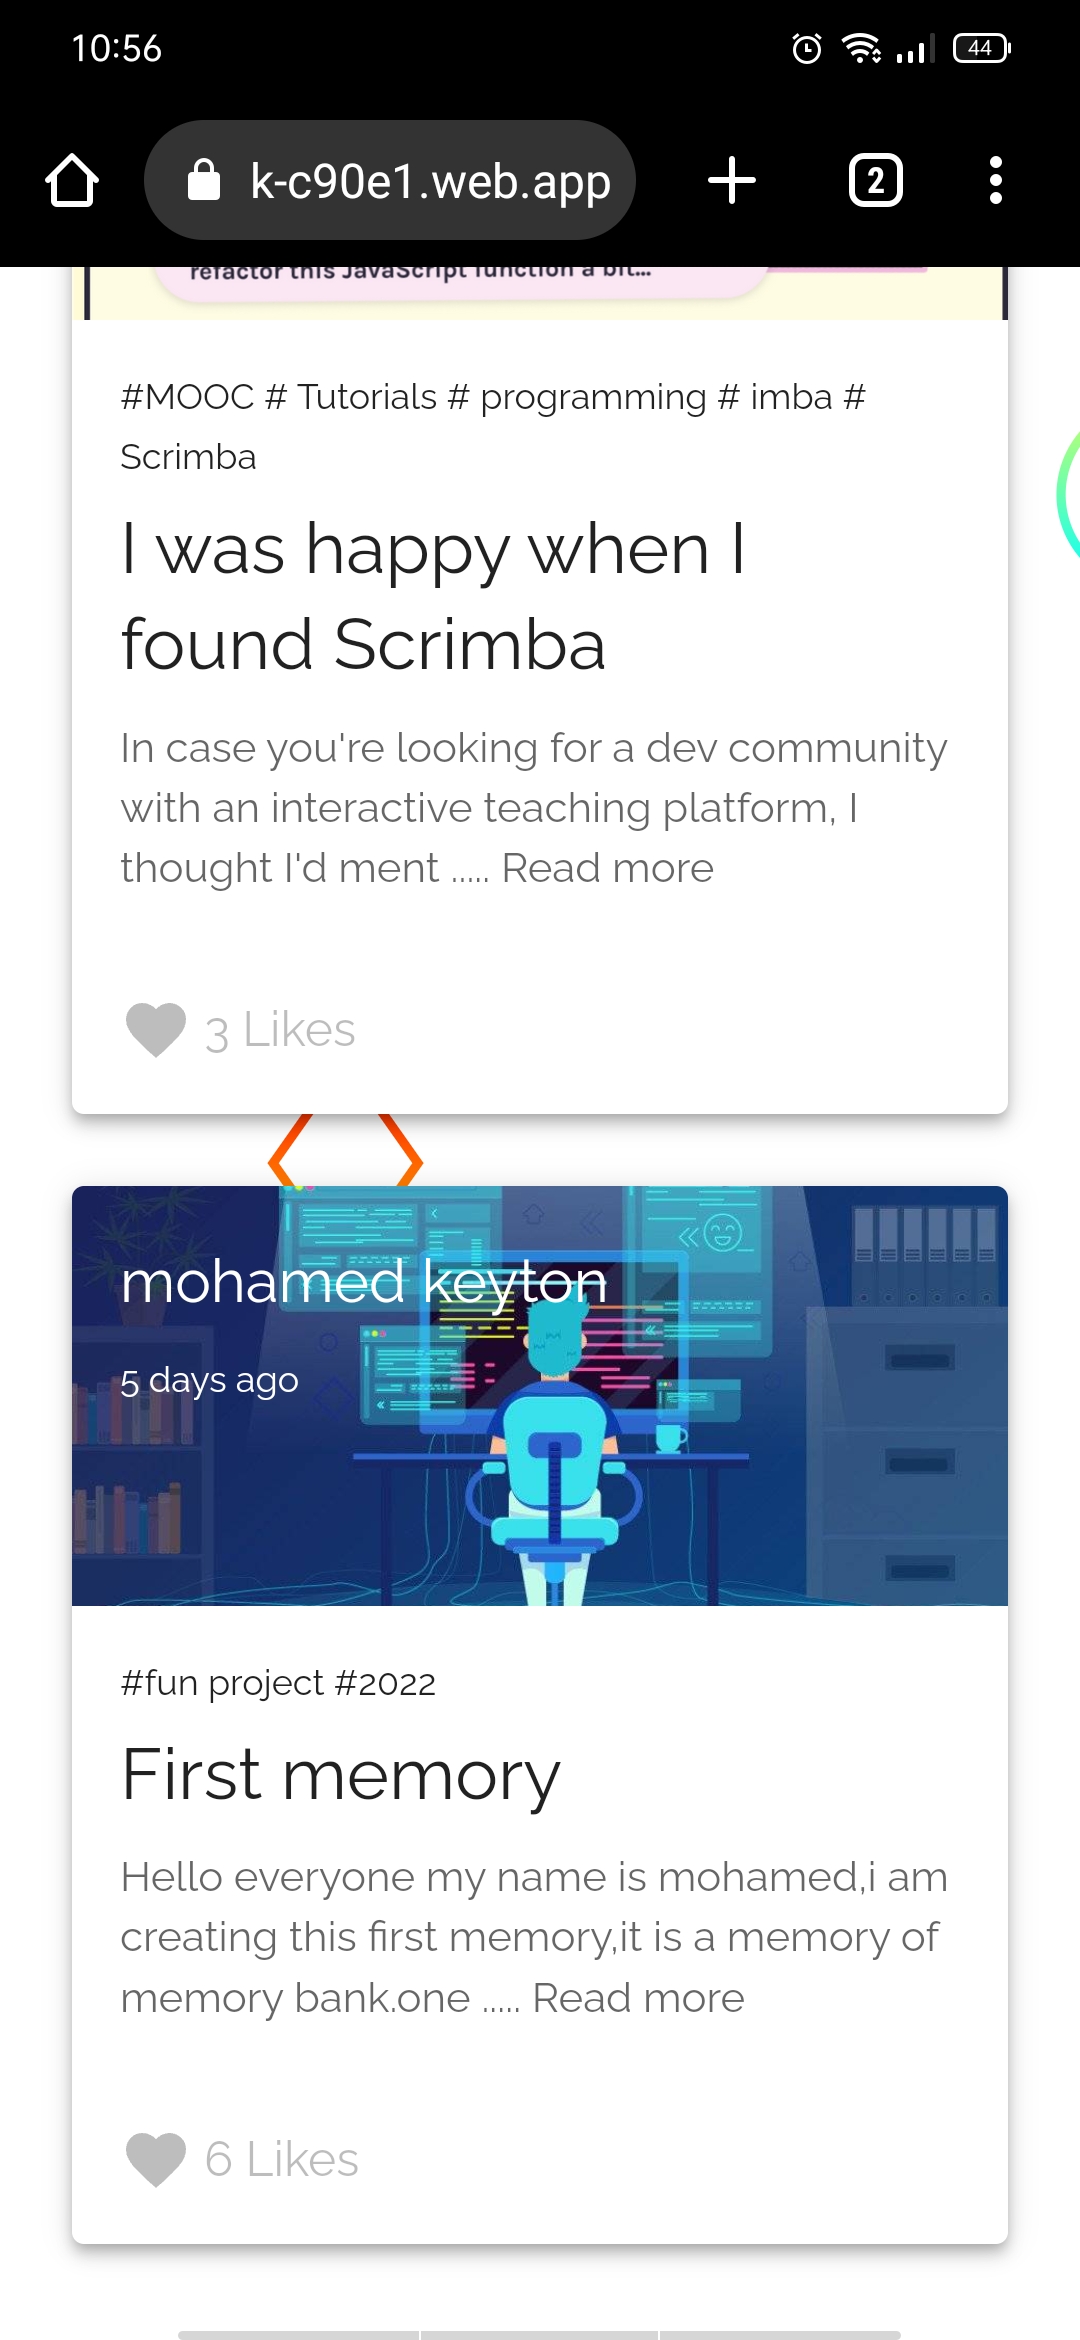 10:56
44
k-c90e1.web.app
2
refactor this JavaScript function a bit...
#MOOC # Tutorials # programming # imba #
Scrimba
I was happy when I
found Scrimba
In case you're looking for a dev community
with an interactive teaching platform, I
thought I'd ment ..... Read more
3 Likes
mohamed keyton
5 days ago
#fun project #2022
First memory
Hello everyone my name is mohamed,i am
creating this first memory,it is a memory of
memory bank.one ..... Read more
6 Likes